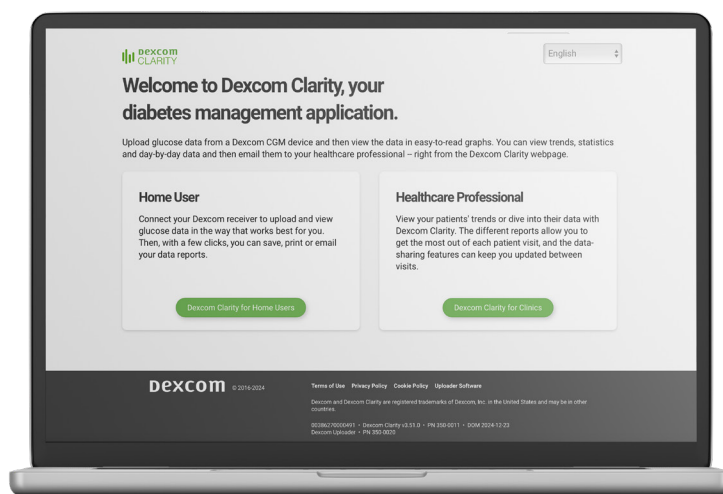 Dexcom
CLARITY
English
Welcome to Dexcom Clarity, your
diabetes management application.
Upload glucose data from a Dexcom CGM device and then view the data in easy-to-read graphs. You can view trends, statistics
and day-by-day data and then email them to your healthcare professional – right from the Dexcom Clarity webpage.
Home User
Connect your Dexcom receiver to upload and view
glucose data in the way that works best for you.
Then, with a few clicks, you can save, print or email
your data reports.
Dexcom Clarity for Home Users
Healthcare Professional
View your patients' trends or dive into their data with
Dexcom Clarity. The different reports allow you to
get the most out of each patient visit, and the data-
sharing features can keep you updated between
visits.
Dexcom Clarity for Clinics
Dexcom © 2016-2024
Terms of Use Privacy Policy Cookie Policy Uploader Software
Dexcom and Dexcom Clarity are registered trademarks of Dexcom, Inc. in the United States and may be in other
countries.
00386270000491 • Dexcom Clarity v3.51.0 • PN 350-0011 • DOM 2024-12-23
Dexcom Uploader • PN 350-0020